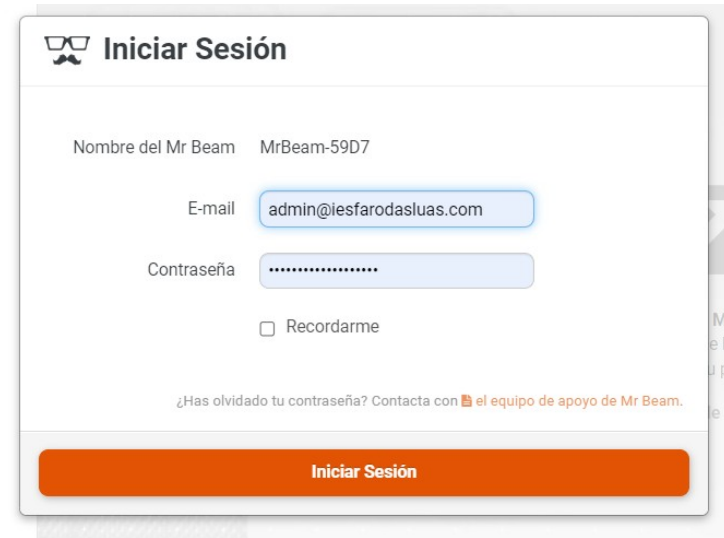 Iniciar Sesión
Nombre del Mr Beam MrBeam-59D7
E-mail admin@iesfarodasluas.com
Contraseña •••••••••••••••••••
Recordarme
¿Has olvidado tu contraseña? Contacta con el equipo de apoyo de Mr Beam.
Iniciar Sesión